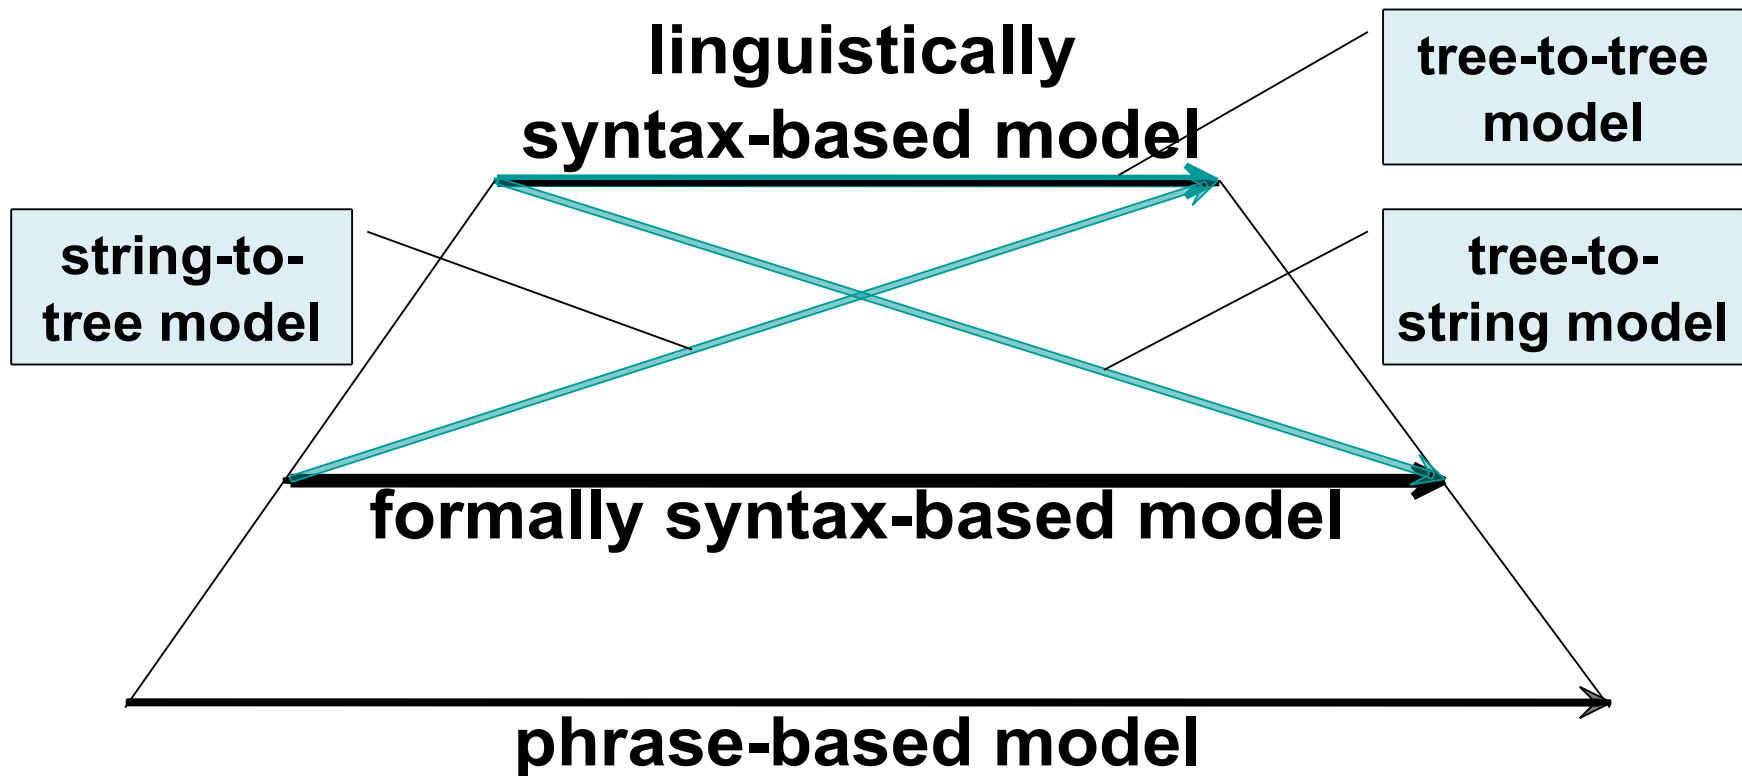 linguistically
syntax-based model
tree-to-tree
model
string-to-
tree model
tree-to-
string model
formally syntax-based model
phrase-based model